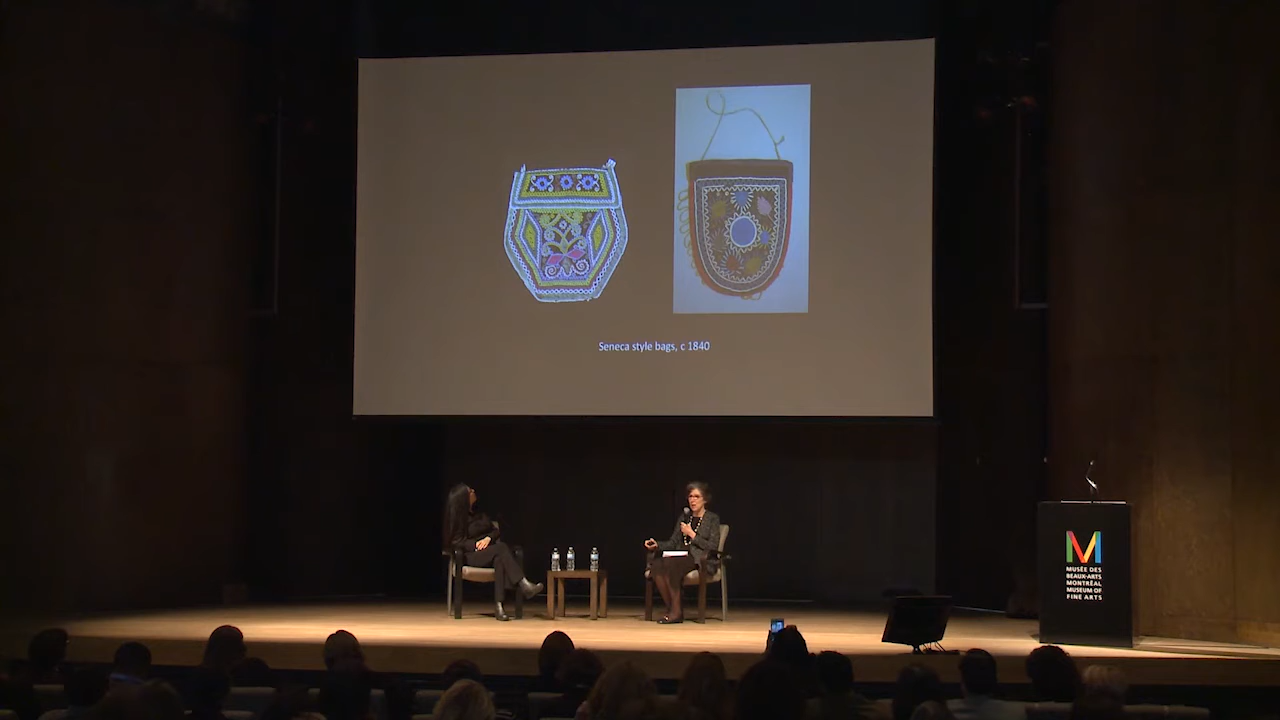 Seneca style bags, c 1840
M
MUSÉE DES
BEAUX-ARTS
MONTRÉAL
MUSEUM OF
FINE ARTS